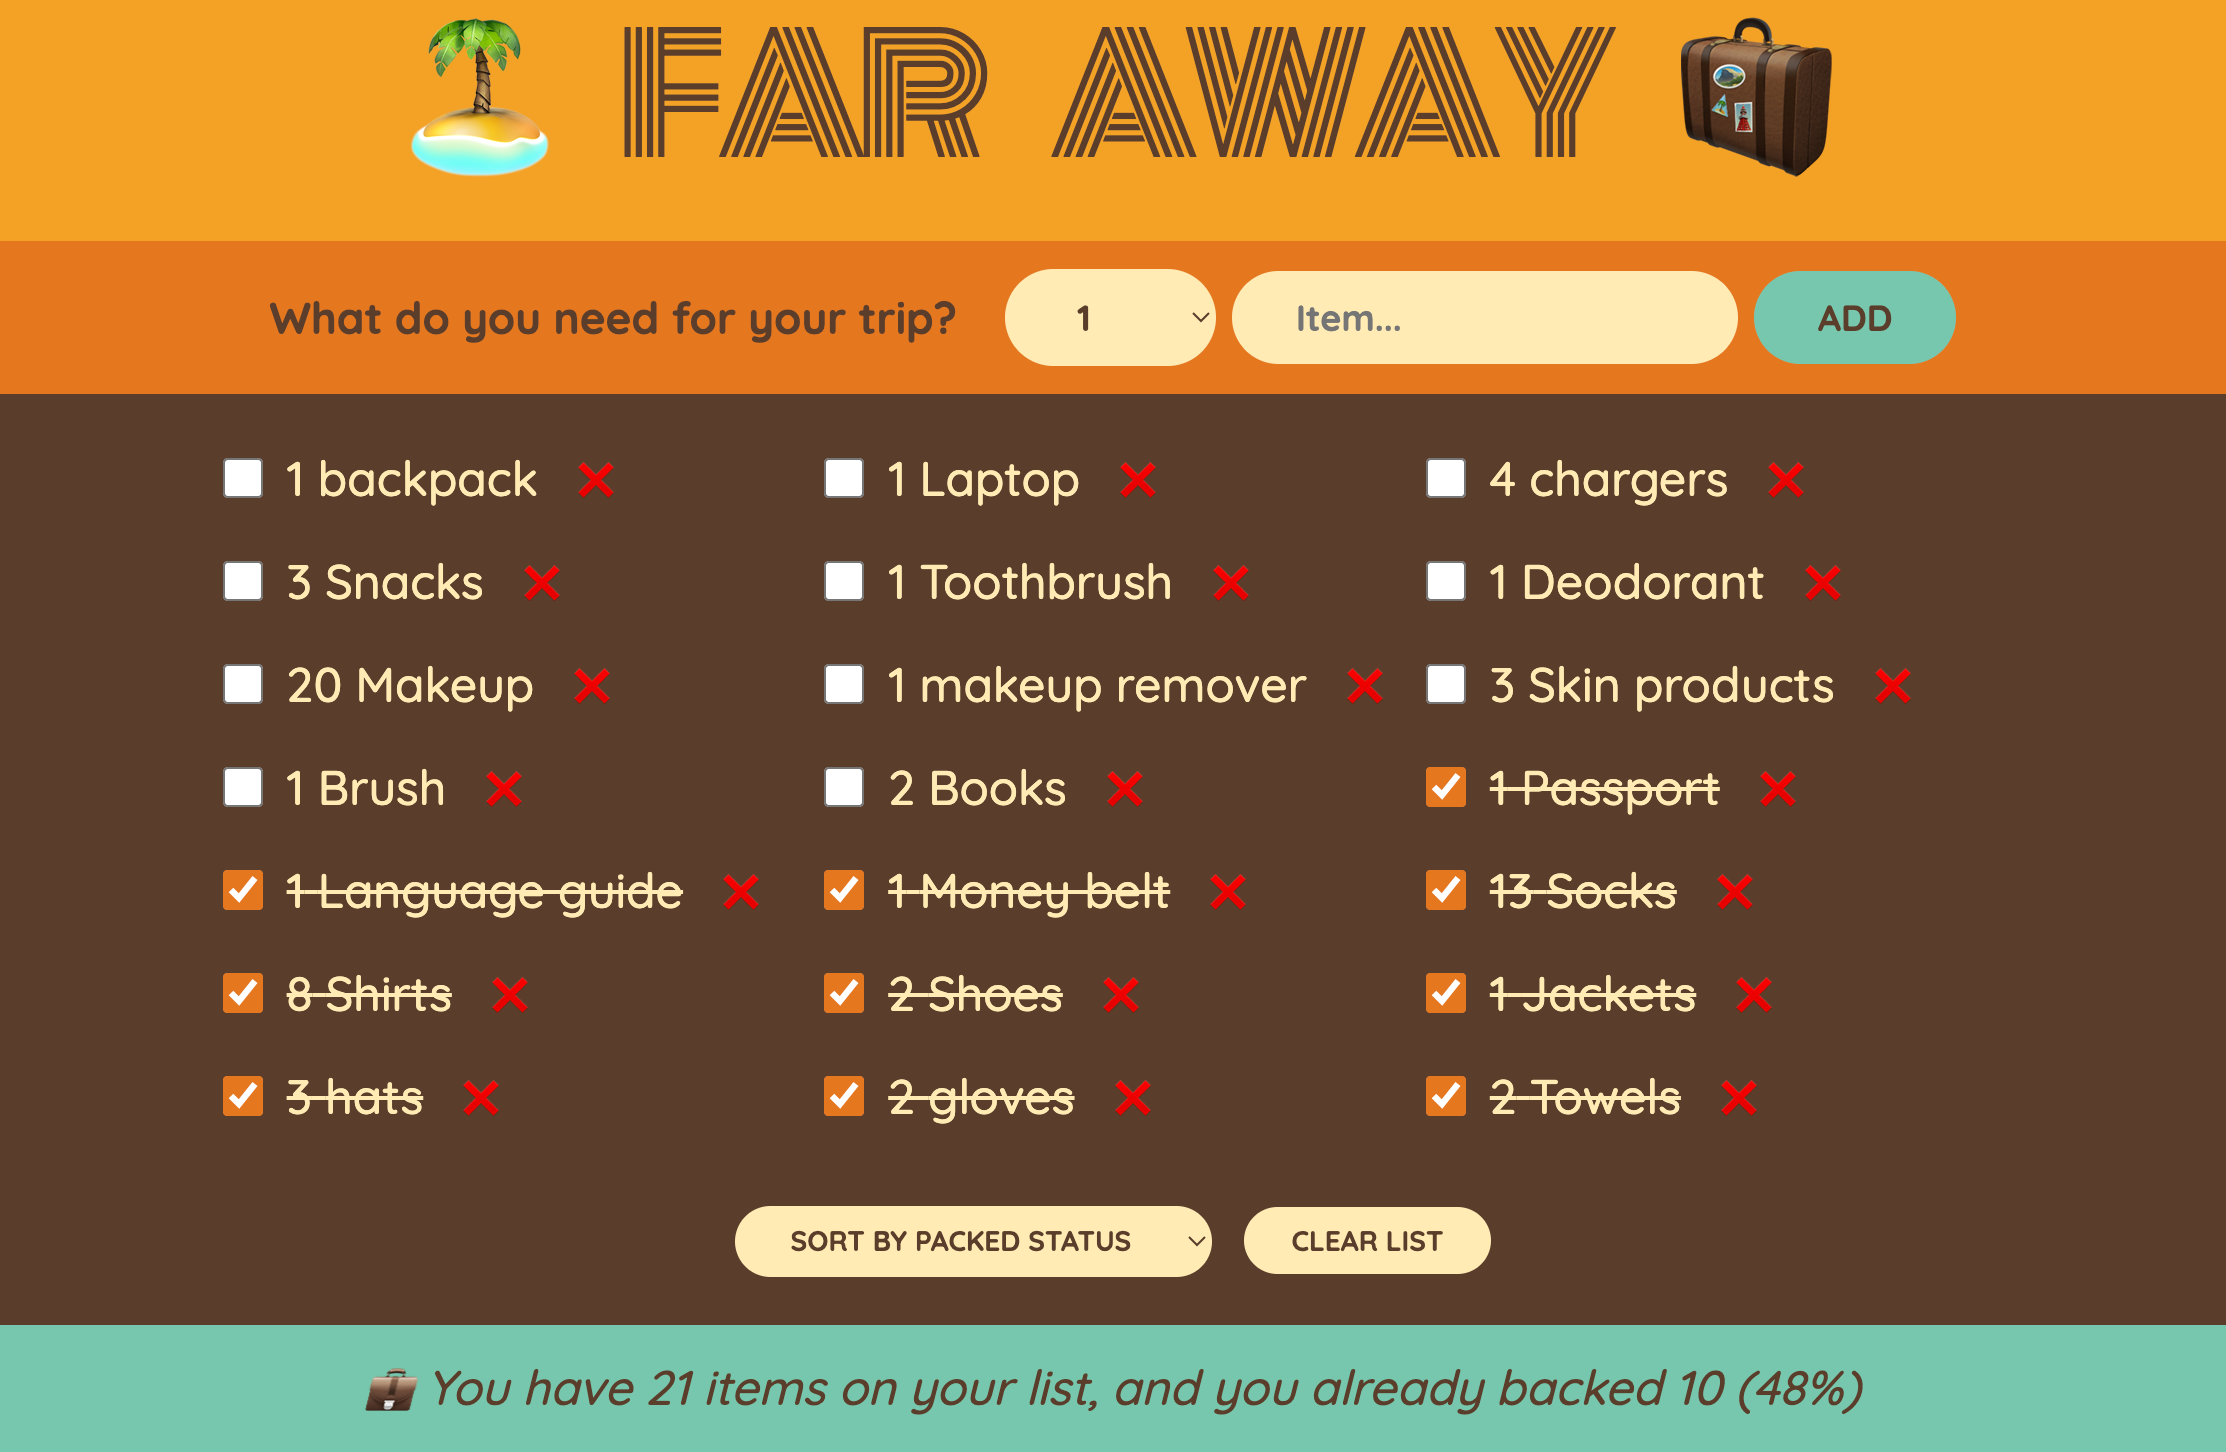 FAR AWAY
What do you need for your trip? 1 Item... ADD
1 backpack ❌ 1 Laptop ❌ 4 chargers ❌
3 Snacks ❌ 1 Toothbrush ❌ 1 Deodorant ❌
20 Makeup ❌ 1 makeup remover ❌ 3 Skin products ❌
1 Brush ❌ 2 Books ❌ 1 Passport ❌
1 Language guide ❌ 1 Money belt ❌ 13 Socks ❌
8 Shirts ❌ 2 Shoes ❌ 1 Jackets ❌
3 hats ❌ 2 gloves ❌ 2 Towels ❌
SORT BY PACKED STATUS CLEAR LIST
💼 You have 21 items on your list, and you already backed 10 (48%)